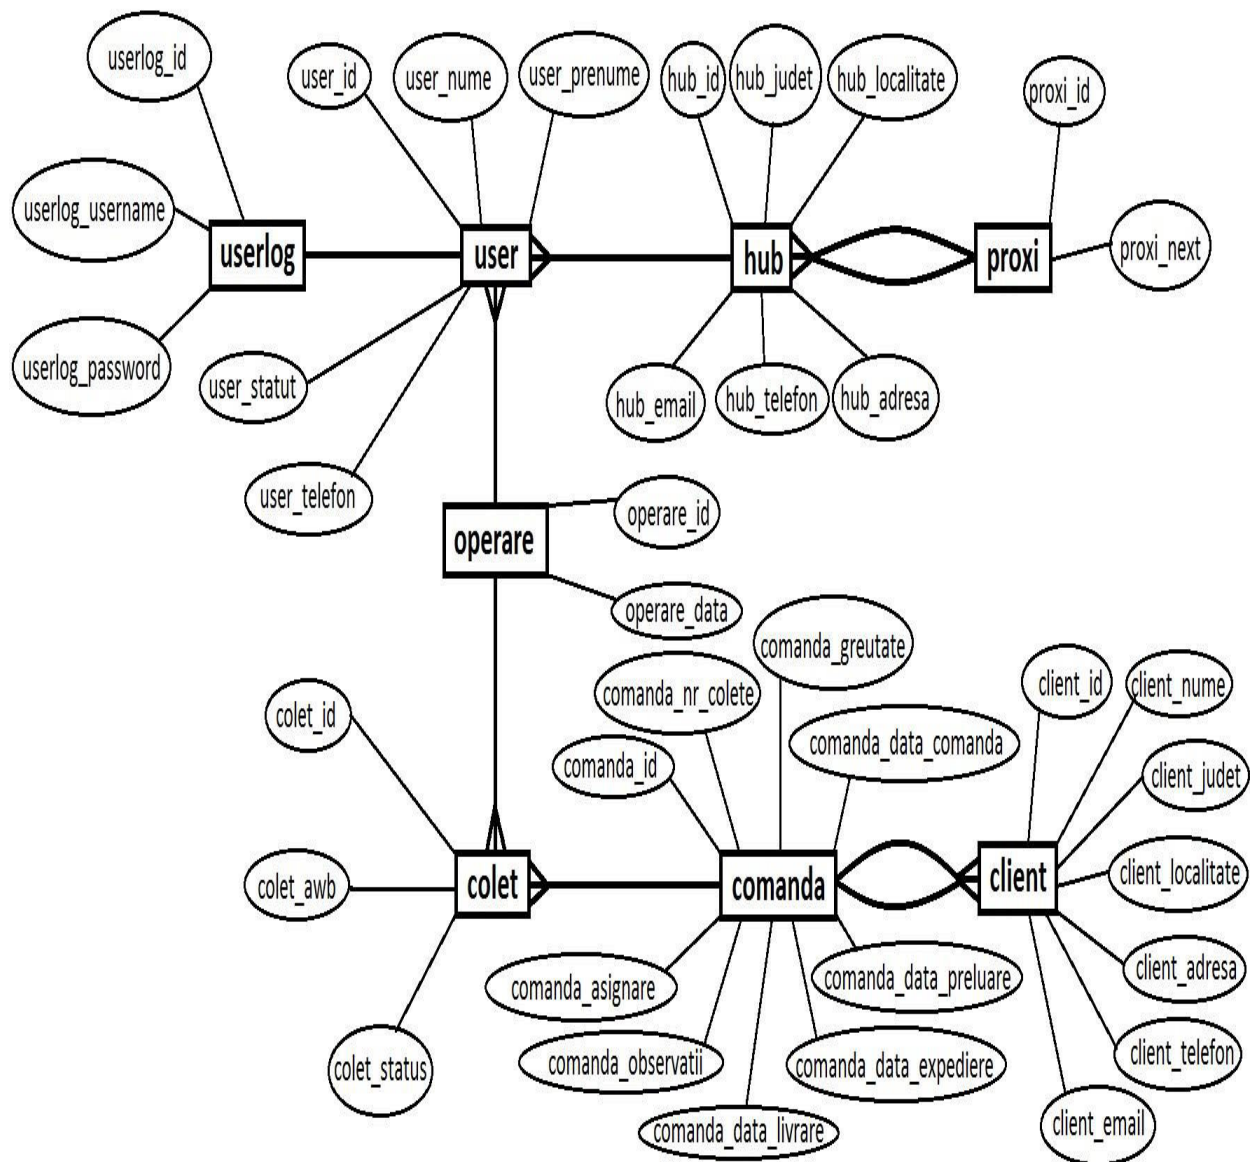 userlog_id
user_id
user_nume
user_prenume
hub_id
hub_judet
hub_localitate
proxi_id
userlog_username
userlog
user
hub
proxi
proxi_next
userlog_password
user_statut
hub_email
hub_telefon
hub_adresa
user_telefon
operare
operare_id
operare_data
comanda_greutate
comanda_nr_colete
client_id
client_nume
colet_id
comanda_id
comanda_data_comanda
client_judet
colet_awb
colet
comanda
client
client_localitate
comanda_asignare
comanda_data_preluare
client_adresa
colet_status
comanda_observatii
comanda_data_expediere
client_telefon
comanda_data_livrare
client_email